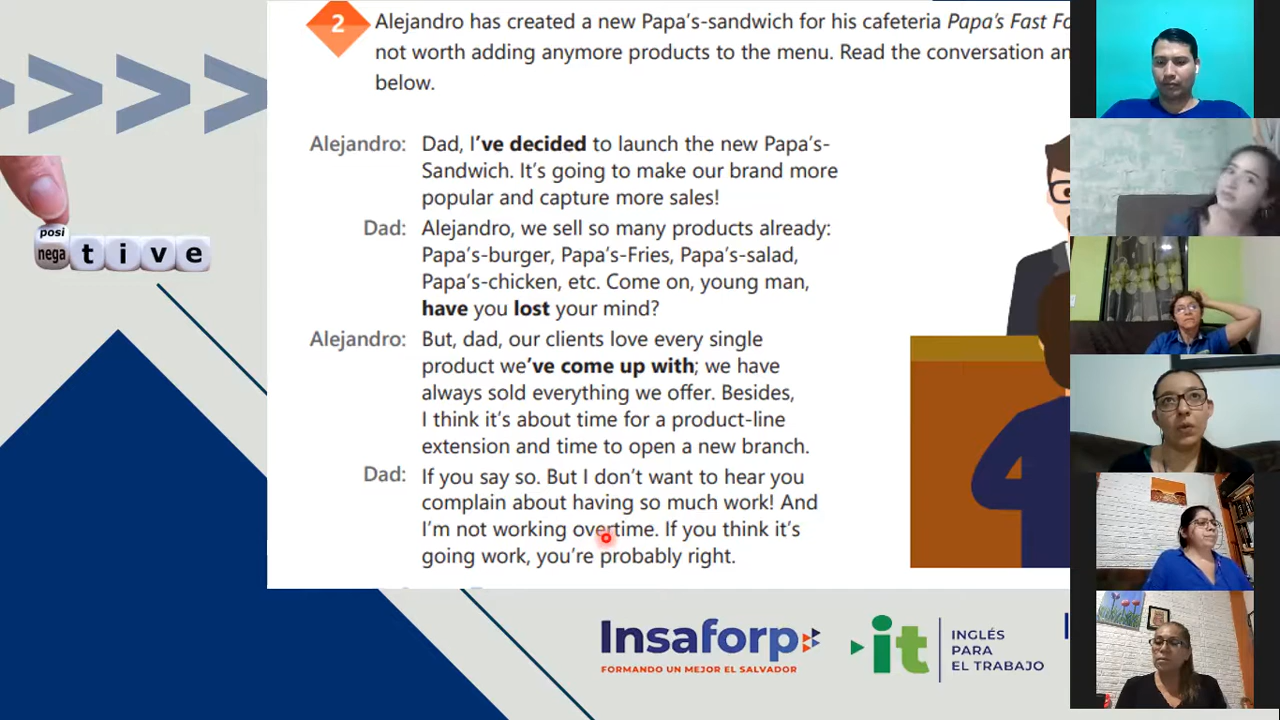 2
Alejandro has created a new Papa's-sandwich for his cafeteria Papa's Fast
not worth adding anymore products to the menu. Read the conversation
below.
Alejandro: Dad, I've decided to launch the new Papa's-
Sandwich. It's going to make our brand more
popular and capture more sales!
Dad: Alejandro, we sell so many products already:
Papa's-burger, Papa's-Fries, Papa's-salad,
Papa's-chicken, etc. Come on, young man,
have you lost your mind?
Alejandro: But, dad, our clients love every single
product we've come up with; we have
always sold everything we offer. Besides,
I think it's about time for a product-line
extension and time to open a new branch.
Dad: If you say so. But I don't want to hear you
complain about having so much work! And
I'm not working overtime. If you think it's
going work, you're probably right.
posi
nega tive
Insaforp
FORMANDO UN MEJOR EL SALVADOR
it
INGLÉS
PARA
EL TRABAJO